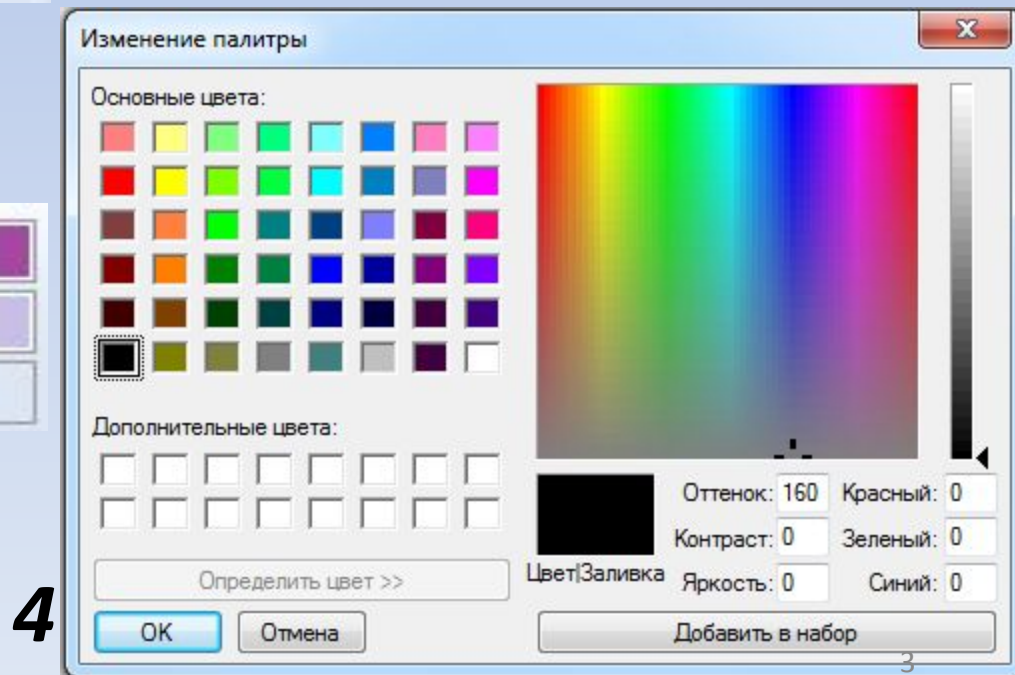 Изменение палитры
x
Основные цвета:
Дополнительные цвета:
Определить цвет >>
ОК
Отмена
Цвет|Заливка
Оттенок: 160
Контраст: 0
Яркость: 0
Красный: 0
Зеленый: 0
Синий: 0
Добавить в набор
4
3